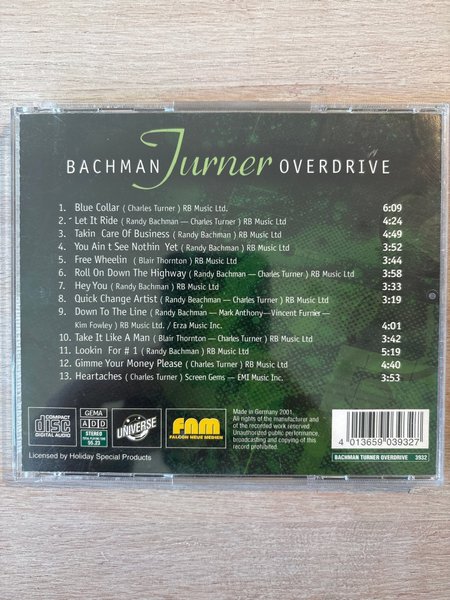 BACHMAN Turner OVERDRIVE
1. Blue Collar ( Charles Turner ) RB Music Ltd. 6:09
2. Let It Ride ( Randy Bachman — Charles Turner ) RB Music Ltd 4:24
3. Takin Care Of Business ( Randy Bachman ) RB Music Ltd 4:49
4. You Ain t See Nothin Yet ( Randy Bachman ) RB Music Ltd 3:52
5. Free Wheelin ( Blair Thornton ) RB Music Ltd 3:44
6. Roll On Down The Highway ( Randy Bachman — Charles Turner ) RB Music Ltd 3:58
7. Hey You ( Randy Bachman ) RB Music Ltd 3:33
8. Quick Change Artist ( Randy Beachman — Charles Turner ) RB Music Ltd 3:19
9. Down To The Line ( Randy Bachman — Mark Anthony—Vincent Furnier —
Kim Fowley ) RB Music Ltd. / Erza Music Inc. 4:01
10. Take It Like A Man ( Blair Thornton — Charles Turner ) RB Music Ltd 3:42
11. Lookin For # 1 ( Randy Bachman ) RB Music Ltd 5:19
12. Gimme Your Money Please ( Charles Turner ) RB Music Ltd 4:40
13. Heartaches ( Charles Turner ) Screen Gems — EMI Music Inc. 3:53
COMPACT
disc
DIGITAL AUDIO
GEMA
ADD
STEREO
TOTAL PLAYING TIME
55.23
UNIVERSE
FNM
FALCON NEUE MEDIEN
Made in Germany 2001.
All rights of the manufacturer and
of the recorded work reserved
Unauthorized public performance,
broadcasting and copying of this
record prohibited.
4 013659 039327
BACHMAN TURNER OVERDRIVE 3932
Licensed by Holiday Special Products